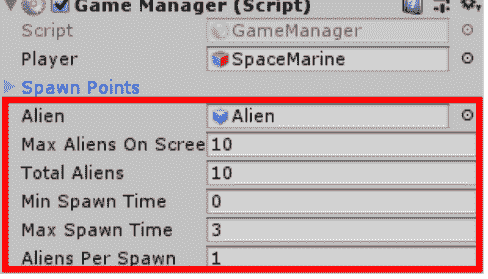 Game Manager (Script)
Script GameManager
Player SpaceMarine
Spawn Points
Alien Alien
Max Aliens On Scree 10
Total Aliens 10
Min Spawn Time 0
Max Spawn Time 3
Aliens Per Spawn 1